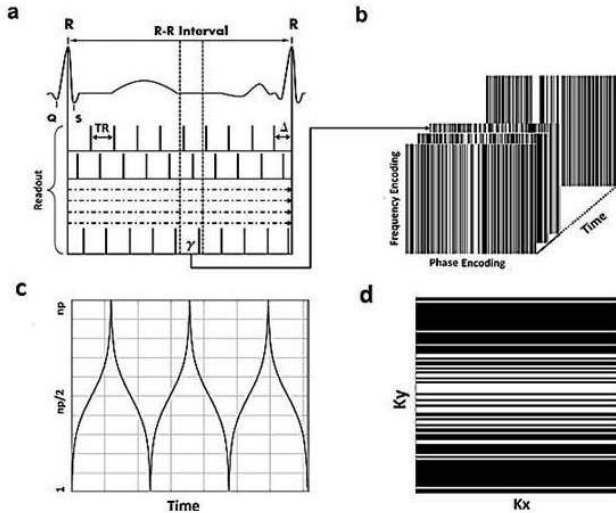 a
R
R-R Interval
R
Q
S
TR
Δ
Readout
γ
b
Frequency Encoding
Phase Encoding
Time
c
np
np/2
1
Time
d
Ky
Kx